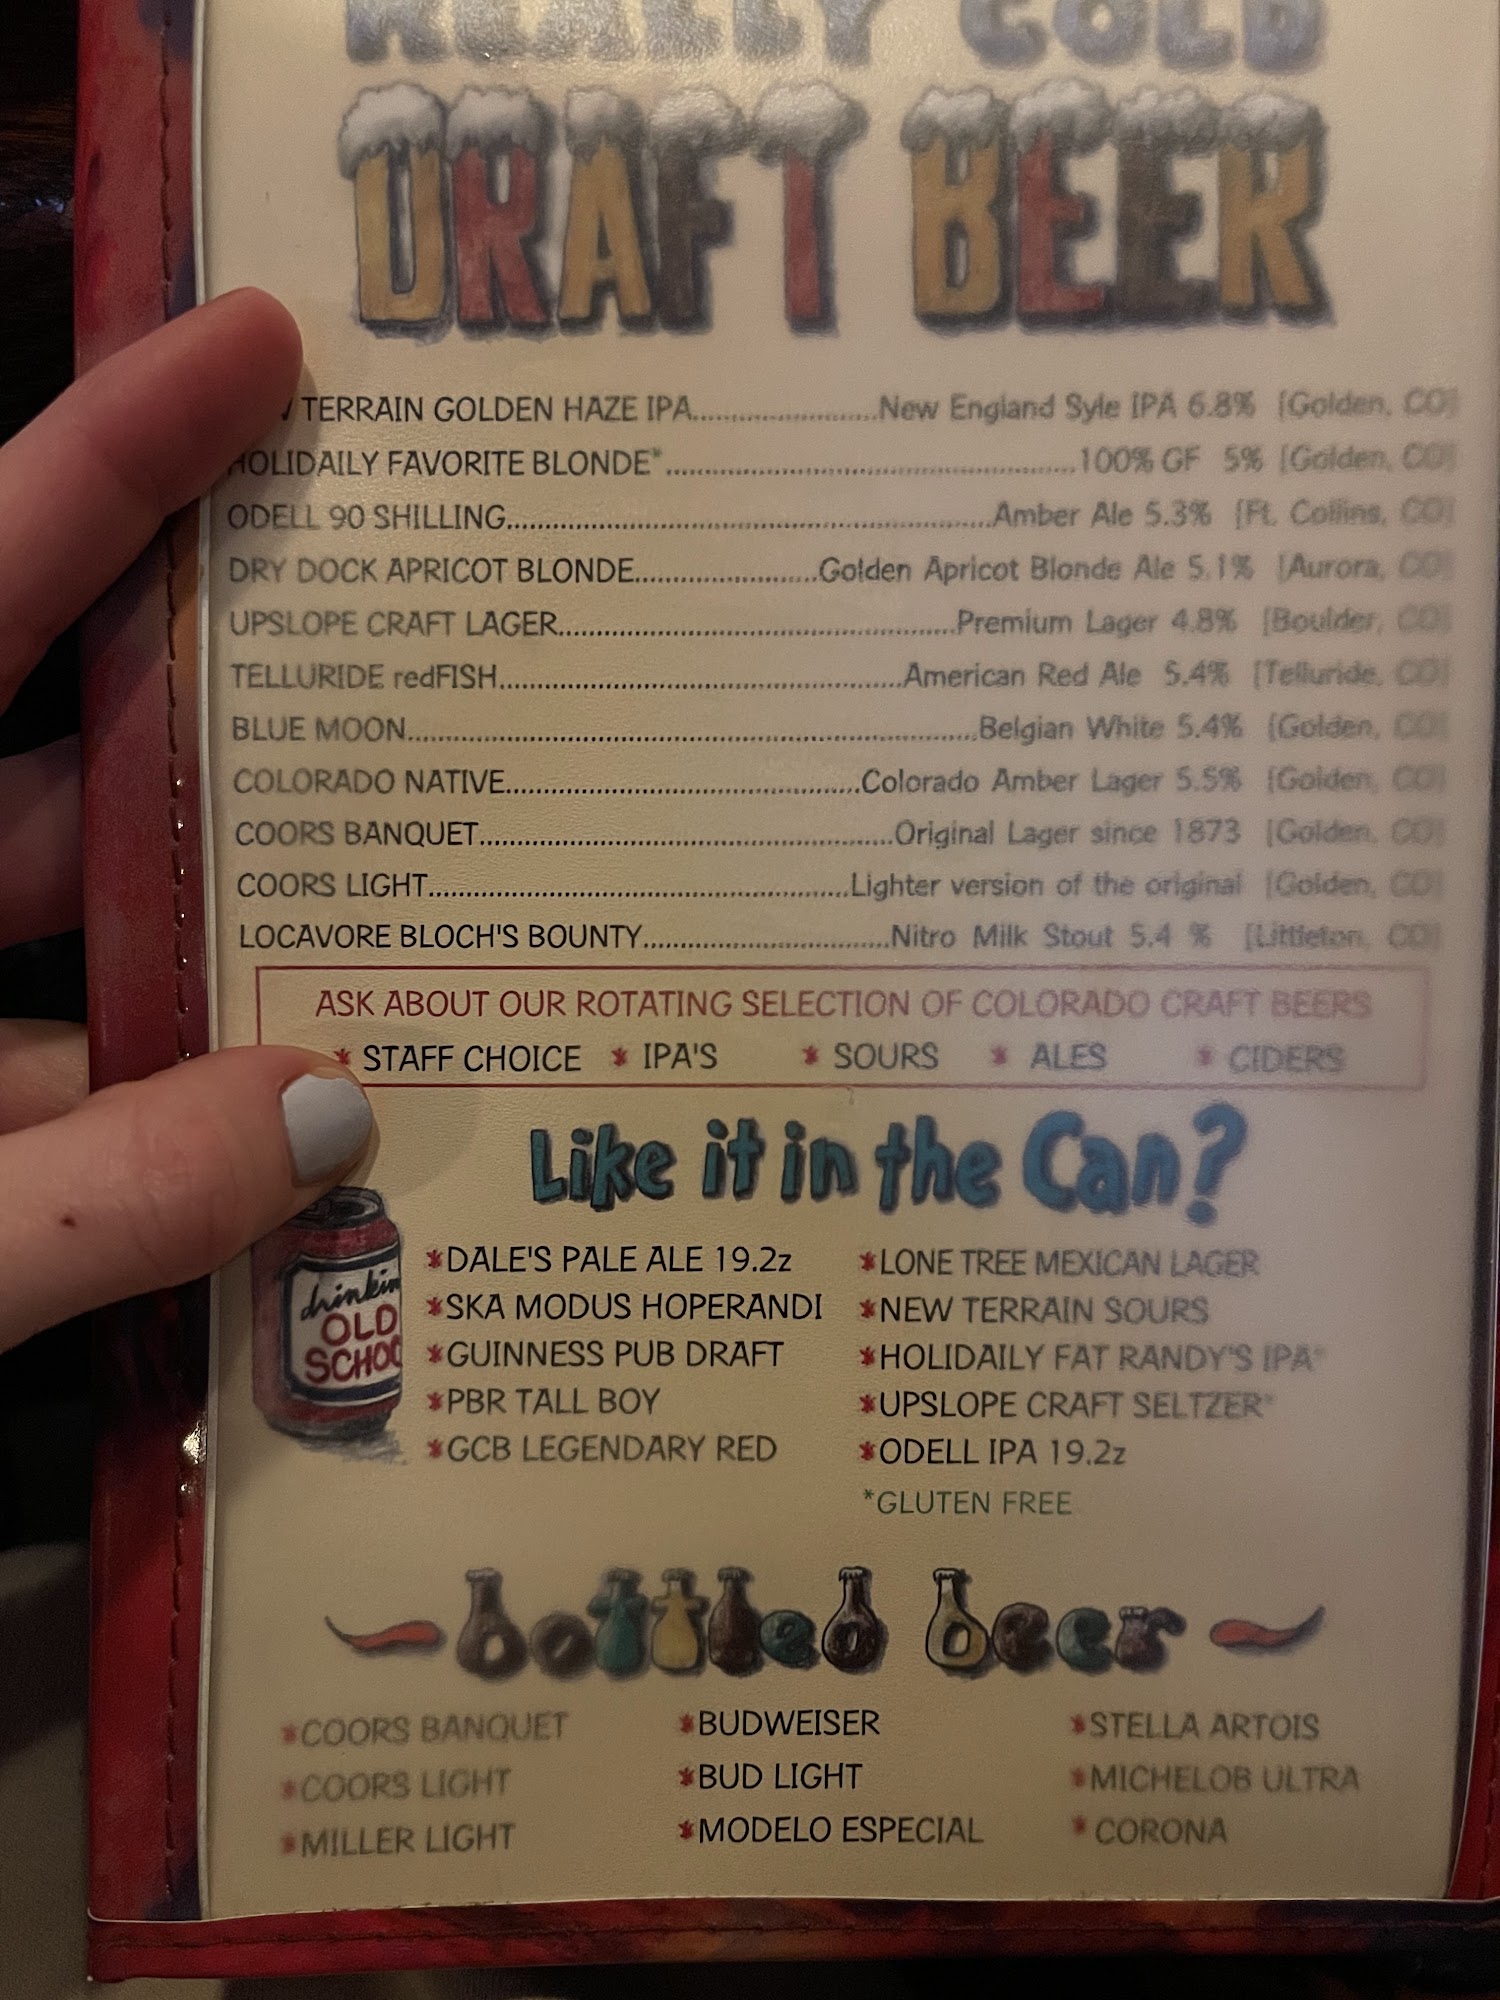 REALLY COLD
DRAFT BEER
TERRAIN GOLDEN HAZE IPA....................New England Syle IPA 6.8% [Golden, CO]
HOLIDAILY FAVORITE BLONDE*....................100% GF 5% [Golden, CO]
ODELL 90 SHILLING....................Amber Ale 5.3% [Ft. Collins, CO]
DRY DOCK APRICOT BLONDE....................Golden Apricot Blonde Ale 5.1% [Aurora, CO]
UPSLOPE CRAFT LAGER....................Premium Lager 4.8% [Boulder, CO]
TELLURIDE redFISH....................American Red Ale 5.4% [Telluride, CO]
BLUE MOON....................Belgian White 5.4% [Golden, CO]
COLORADO NATIVE....................Colorado Amber Lager 5.5% [Golden, CO]
COORS BANQUET....................Original Lager since 1873 [Golden, CO]
COORS LIGHT....................Lighter version of the original [Golden, CO]
LOCAVORE BLOCH'S BOUNTY....................Nitro Milk Stout 5.4 % [Littleton, CO]
ASK ABOUT OUR ROTATING SELECTION OF COLORADO CRAFT BEERS
STAFF CHOICE IPA'S SOURS ALES CIDERS
Like it in the Can?
drinkin
OLD
SCHOO
DALE'S PALE ALE 19.2z
SKA MODUS HOPERANDI
GUINNESS PUB DRAFT
PBR TALL BOY
GCB LEGENDARY RED
LONE TREE MEXICAN LAGER
NEW TERRAIN SOURS
HOLIDAILY FAT RANDY'S IPA*
UPSLOPE CRAFT SELTZER*
ODELL IPA 19.2z
*GLUTEN FREE
bottled beer
COORS BANQUET
COORS LIGHT
MILLER LIGHT
BUDWEISER
BUD LIGHT
MODELO ESPECIAL
STELLA ARTOIS
MICHELOB ULTRA
CORONA